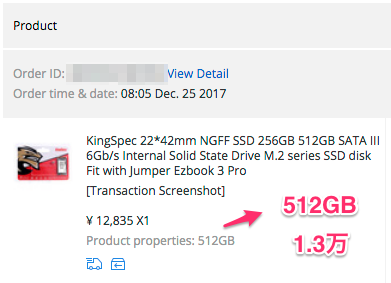 Product
Order ID: View Detail
Order time & date: 08:05 Dec. 25 2017
KingSpec 22*42mm NGFF SSD 256GB 512GB SATA III
6Gb/s Internal Solid State Drive M.2 series SSD disk
Fit with Jumper Ezbook 3 Pro
[Transaction Screenshot]
¥ 12,835 X1
Product properties: 512GB
512GB
1.3万